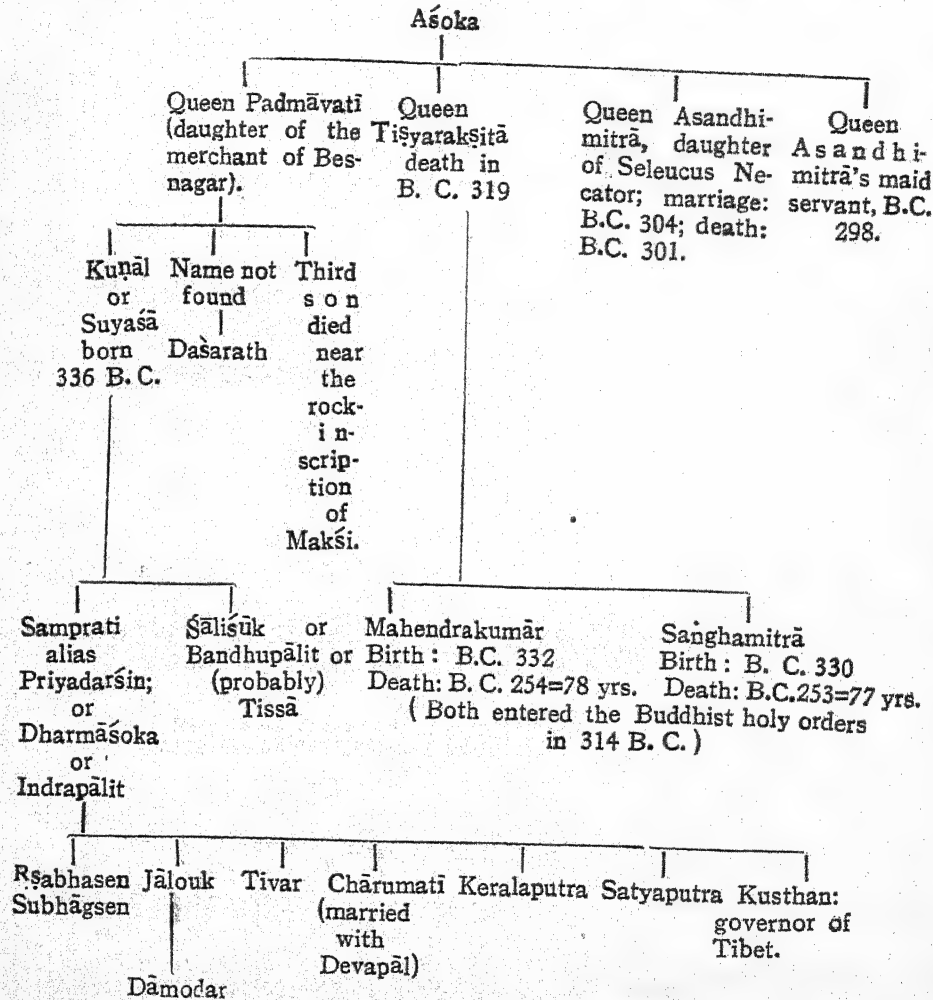 Aśoka
Queen Padmāvatī
(daughter of the
merchant of Bes-
nagar).
Queen
Tiṣyarakṣitā
death in
B. C. 319
Queen Asandhi-
mitrā, daughter
of Seleucus Ne-
cator; marriage:
B.C. 304; death:
B.C. 301.
Queen
Asandhi-
mitrā's maid
servant, B.C.
298.
Kuṇāl
or
Suyaśā
born
336 B. C.
Name not
found
Daśarath
Third
son
died
near
the
rock-
in-
scrip-
tion
of
Makśi.
Samprati
alias
Priyadarśin;
or
Dharmāśoka
or
Indrapālit
Śāliśūk or
Bandhupālit or
(probably)
Tissā
Mahendrakumār
Birth: B.C. 332
Death: B. C. 254=78 yrs.
Saṅghamitrā
Birth: B. C. 330
Death: B.C.253=77 yrs.
( Both entered the Buddhist holy orders
in 314 B. C. )
Ṛṣabhasen
Subhāgsen
Jālouk
Dāmodar
Tivar
Chārumatī
(married
with
Devapāl)
Keralaputra
Satyaputra
Kusthan:
governor of
Tibet.